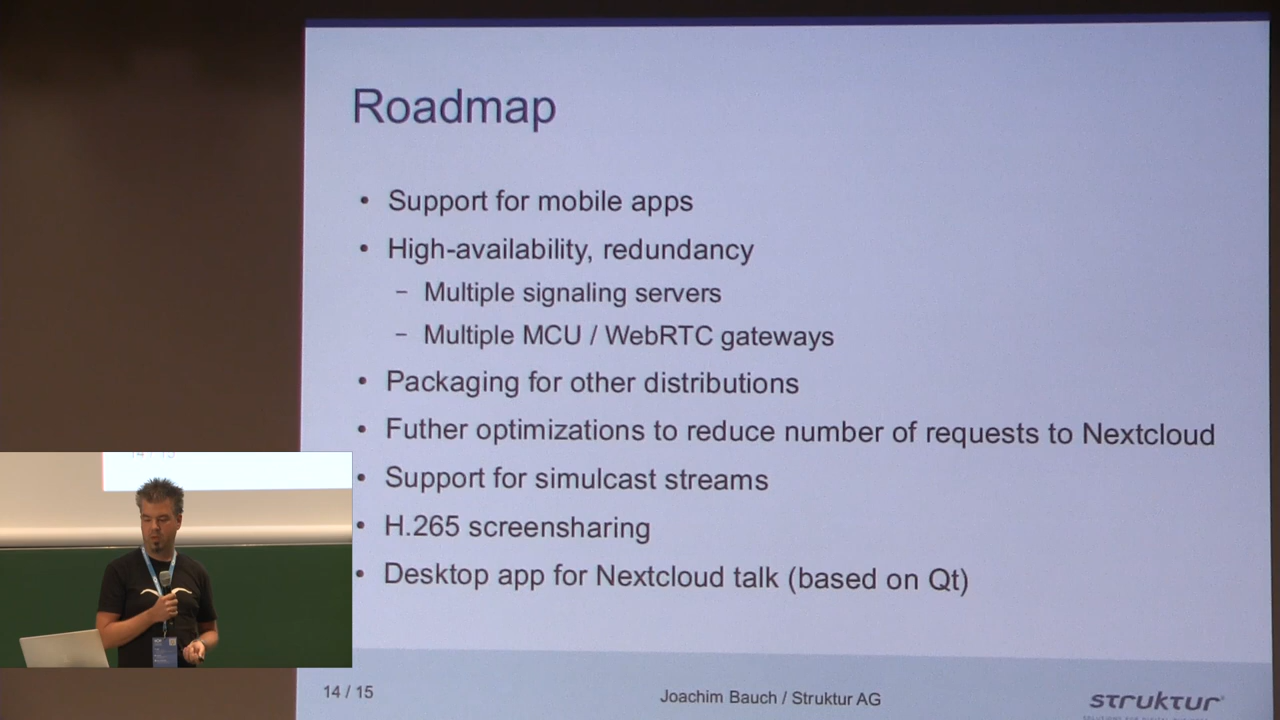 Roadmap
• Support for mobile apps
• High-availability, redundancy
– Multiple signaling servers
– Multiple MCU / WebRTC gateways
• Packaging for other distributions
• Futher optimizations to reduce number of requests to Nextcloud
• Support for simulcast streams
• H.265 screensharing
• Desktop app for Nextcloud talk (based on Qt)
14 / 15
Joachim Bauch / Struktur AG
struktur
14 / 15